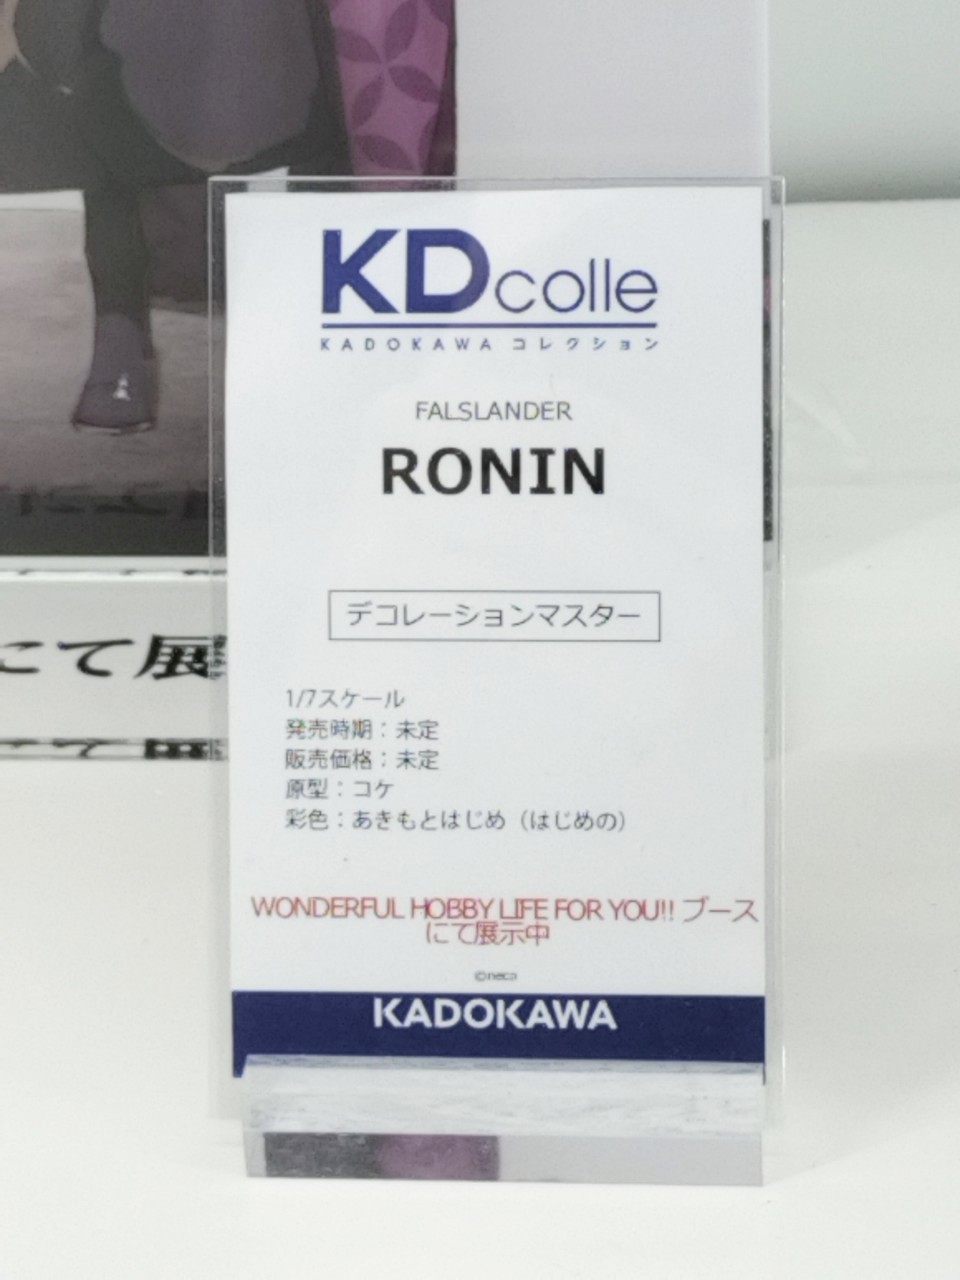 KDcolle
KADOKAWA コレクション
FALSLANDER
RONIN
デコレーションマスター
1/7スケール
発売時期：未定
販売価格：未定
原型：コケ
彩色：あきもとはじめ（はじめの）
WONDERFUL HOBBY LIFE FOR YOU!! ブース
にて展示中
©neco
KADOKAWA
にて展